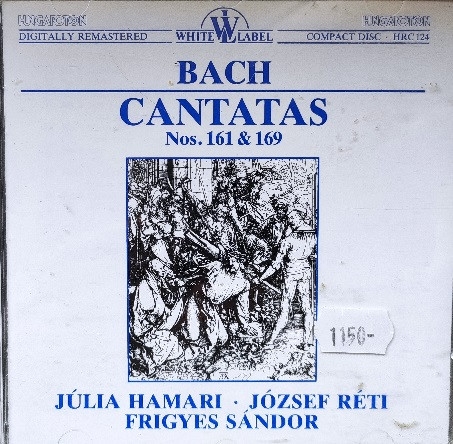 HUNGAROTON
HUNGAROTON
DIGITALLY REMASTERED
WHITE LABEL
COMPACT DISC · HRC 124
BACH
CANTATAS
Nos. 161 & 169
1150-
JÚLIA HAMARI · JÓZSEF RÉTI
FRIGYES SÁNDOR